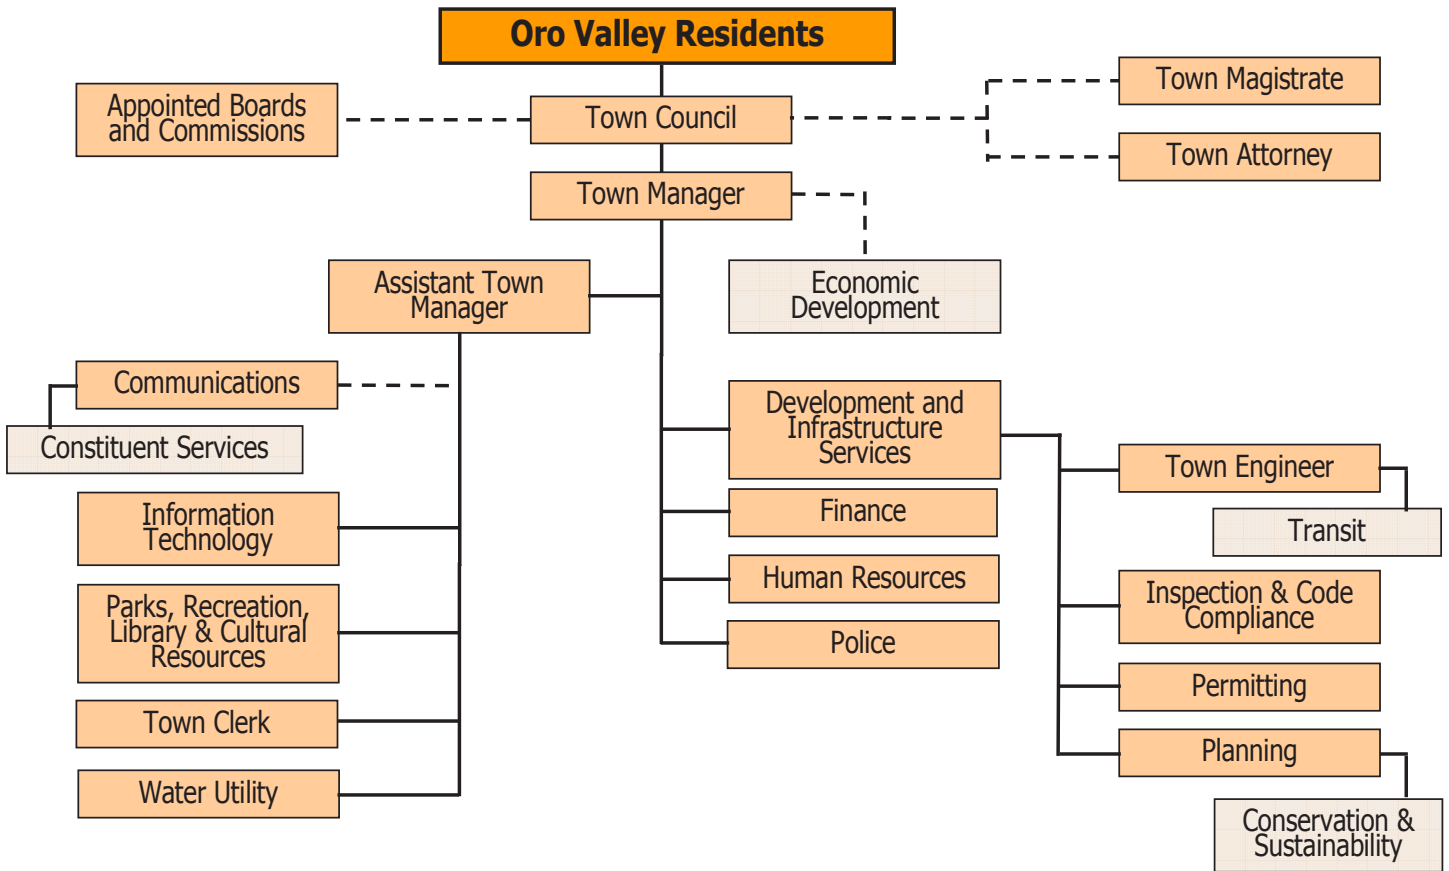 Oro Valley Residents
Appointed Boards
and Commissions
Town Council
Town Magistrate
Town Attorney
Town Manager
Assistant Town
Manager
Economic
Development
Communications
Constituent Services
Information
Technology
Parks, Recreation,
Library & Cultural
Resources
Town Clerk
Water Utility
Development and
Infrastructure
Services
Finance
Human Resources
Police
Town Engineer
Transit
Inspection & Code
Compliance
Permitting
Planning
Conservation &
Sustainability